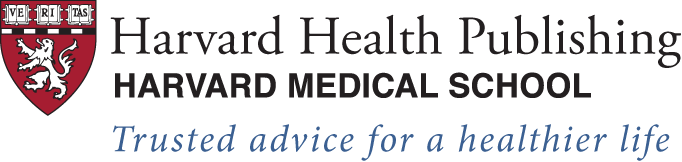 VE RI TAS
Harvard Health Publishing
HARVARD MEDICAL SCHOOL
Trusted advice for a healthier life